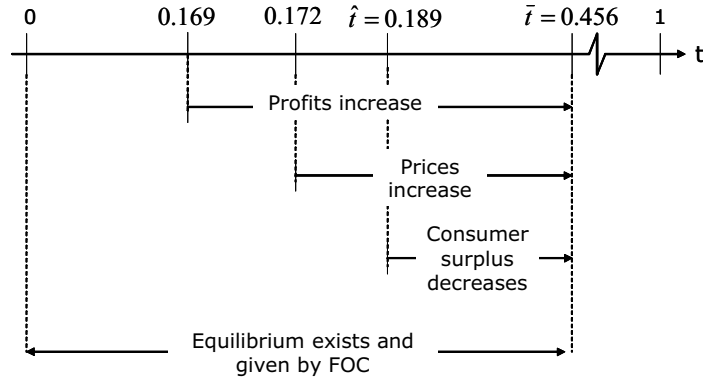 0 0.169 0.172 t̂ = 0.189 t̄ = 0.456 1
t
Profits increase
Prices
increase
Consumer
surplus
decreases
Equilibrium exists and
given by FOC